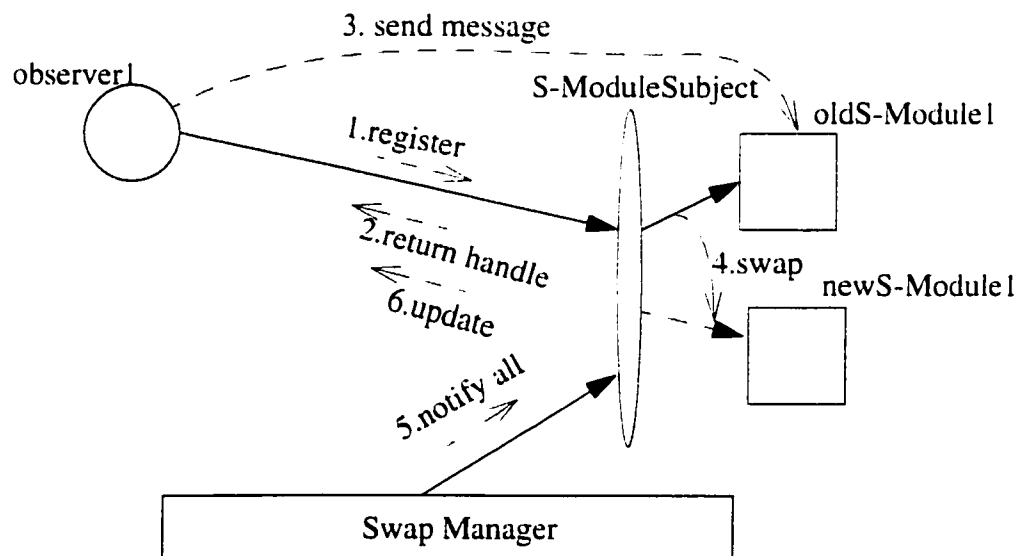 3. send message
observer1
S-ModuleSubject
oldS-Module1
1.register
2.return handle
4.swap
newS-Module1
6.update
5.notify all
Swap Manager